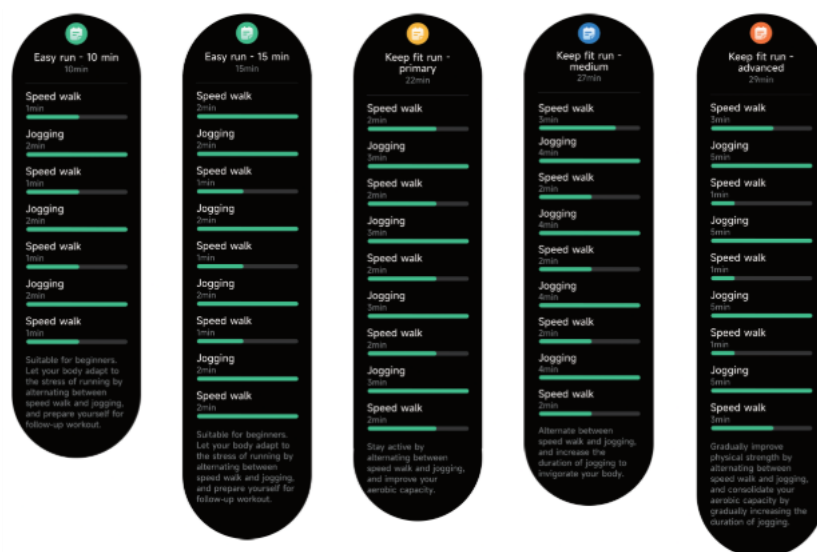 Easy run - 10 min
10min
Speed walk
1min
Jogging
2min
Speed walk
1min
Jogging
2min
Speed walk
1min
Jogging
2min
Speed walk
1min
Suitable for beginners.
Let your body adapt to
the stress of running by
alternating between
speed walk and jogging,
and prepare yourself for
follow-up workout.
Easy run - 15 min
15min
Speed walk
2min
Jogging
2min
Speed walk
1min
Jogging
2min
Speed walk
1min
Jogging
2min
Speed walk
1min
Jogging
2min
Speed walk
2min
Suitable for beginners.
Let your body adapt to
the stress of running by
alternating between
speed walk and jogging,
and prepare yourself for
follow-up workout.
Keep fit run -
primary
22min
Speed walk
2min
Jogging
3min
Speed walk
2min
Jogging
3min
Speed walk
2min
Jogging
3min
Speed walk
2min
Jogging
3min
Speed walk
2min
Stay active by
alternating between
speed walk and jogging,
and improve your
aerobic capacity.
Keep fit run -
medium
27min
Speed walk
3min
Jogging
4min
Speed walk
2min
Jogging
4min
Speed walk
2min
Jogging
4min
Speed walk
2min
Jogging
4min
Speed walk
2min
Alternate between
speed walk and jogging,
and increase the
duration of jogging to
invigorate your body.
Keep fit run -
advanced
29min
Speed walk
3min
Jogging
5min
Speed walk
1min
Jogging
5min
Speed walk
1min
Jogging
5min
Speed walk
1min
Jogging
5min
Speed walk
3min
Gradually improve
physical strength by
alternating between
speed walk and jogging,
and consolidate your
aerobic capacity by
gradually increasing the
duration of jogging.